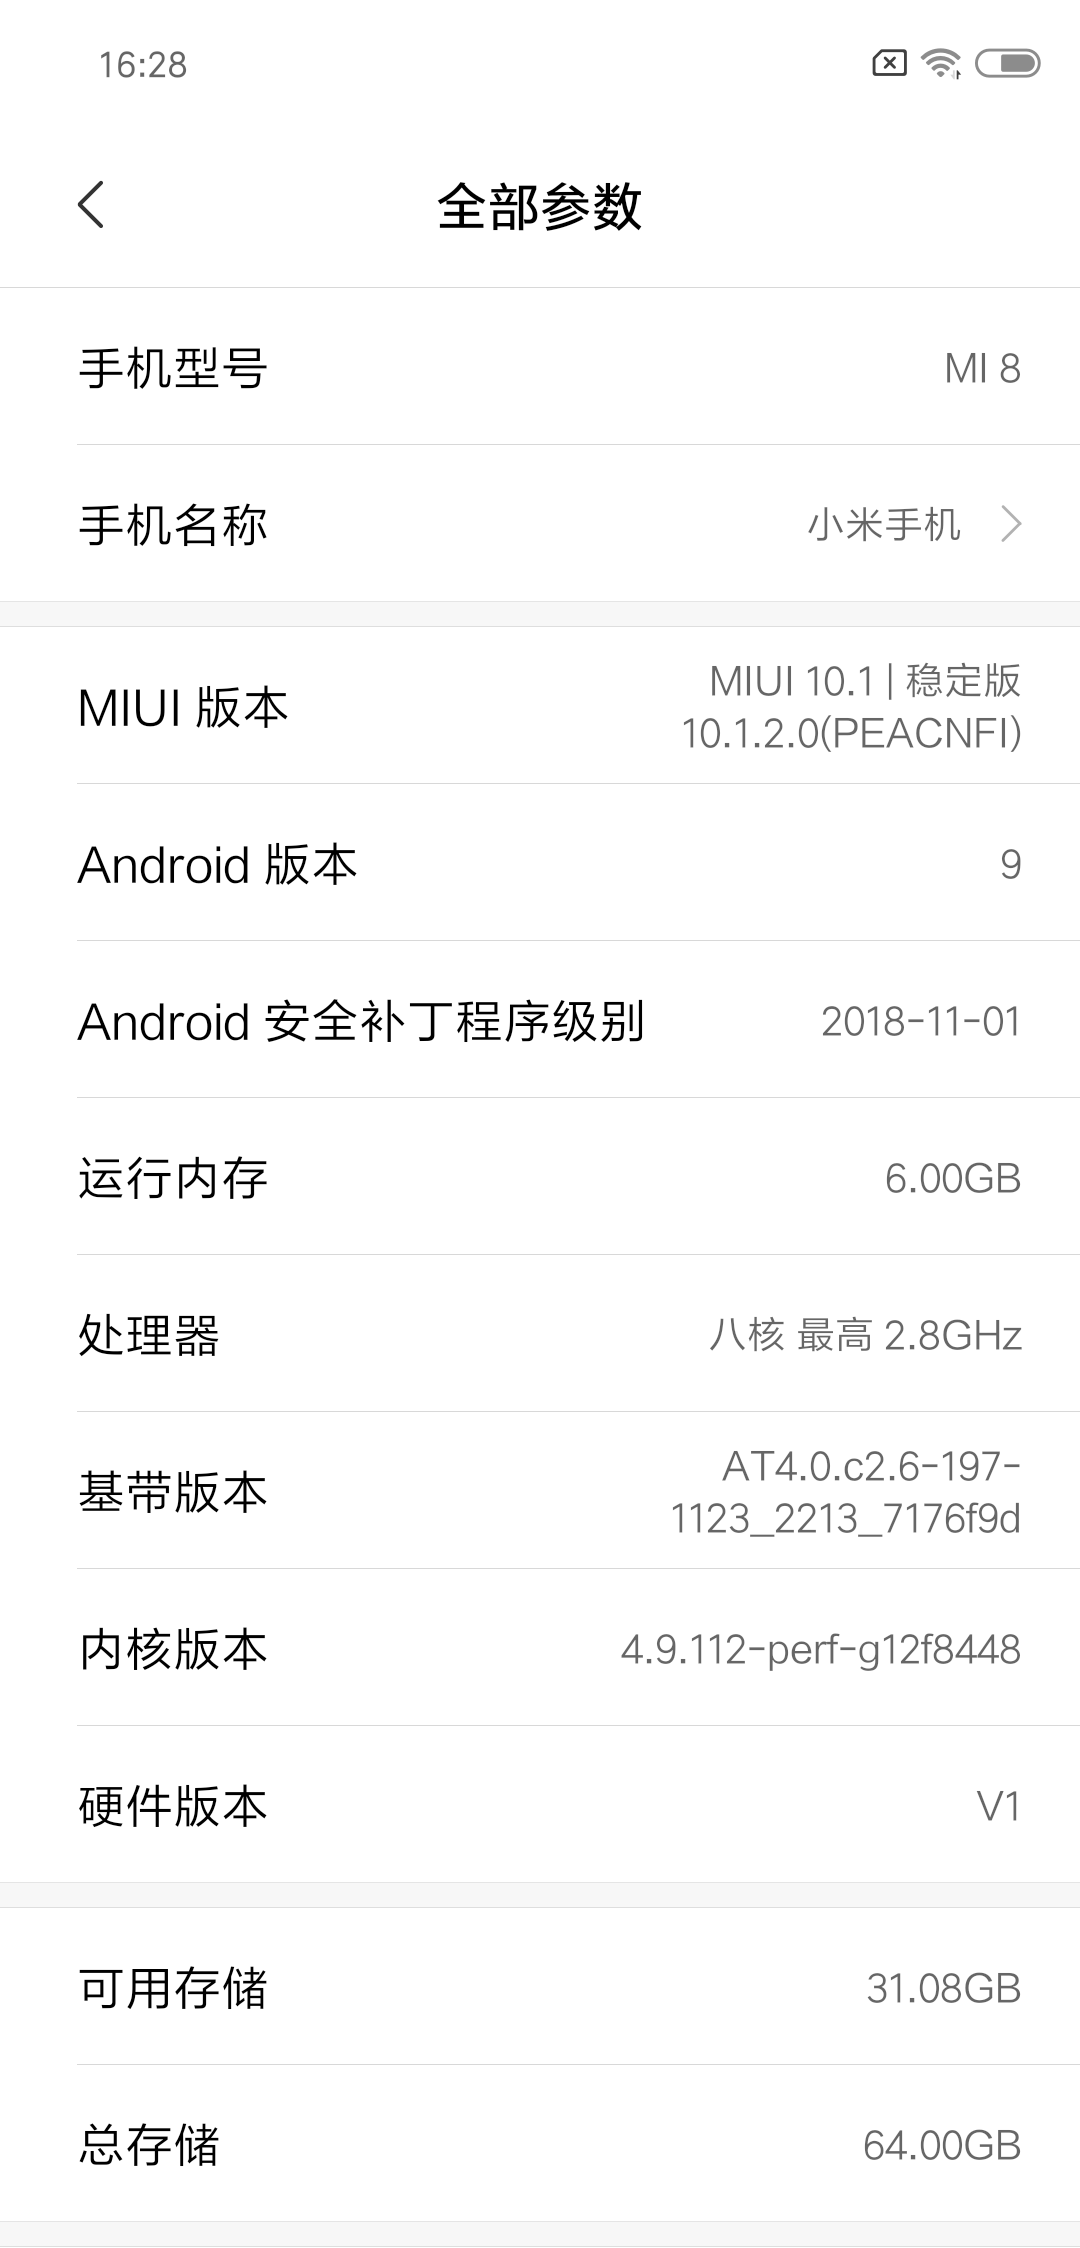 16:28
全部参数
手机型号
MI 8
手机名称
小米手机
MIUI 版本
MIUI 10.1 | 稳定版
10.1.2.0(PEACNFI)
Android 版本
9
Android 安全补丁程序级别
2018-11-01
运行内存
6.00GB
处理器
八核 最高 2.8GHz
基带版本
AT4.0.c2.6-197-
1123_2213_7176f9d
内核版本
4.9.112-perf-g12f8448
硬件版本
V1
可用存储
31.08GB
总存储
64.00GB